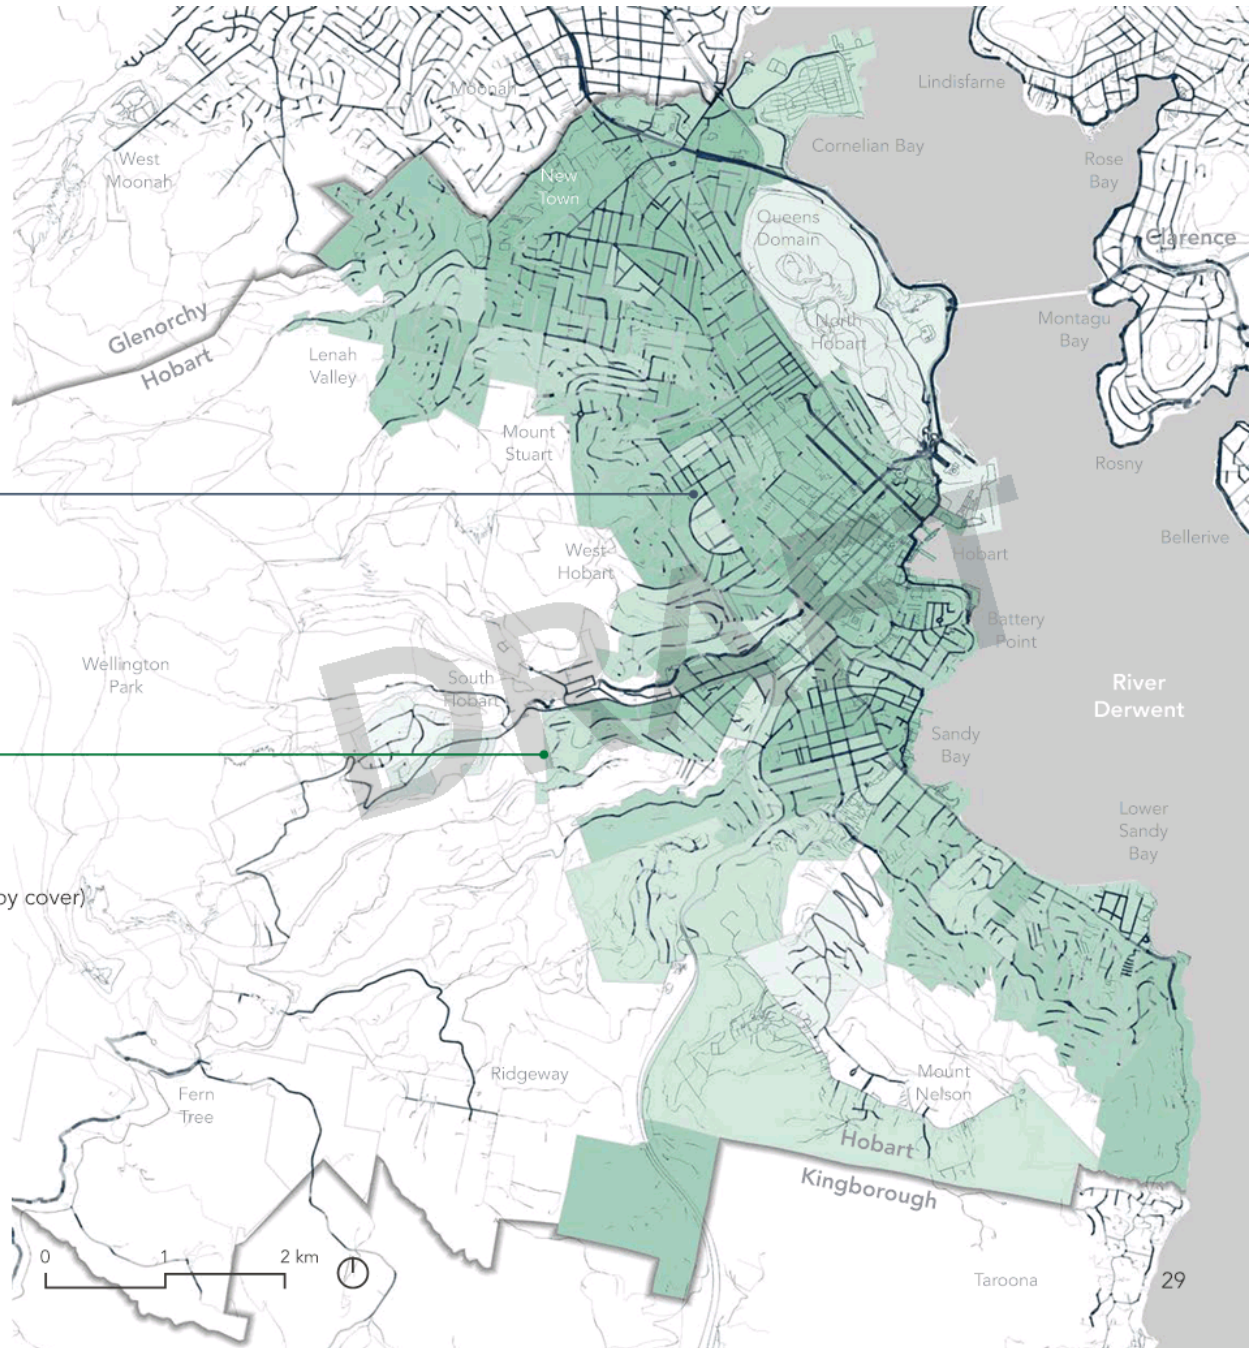 Lindisfarne
Moonah
Cornelian Bay
West
Moonah
Rose
Bay
New
Town
Queens
Domain
Clarence
Glenorchy
Hobart
North
Hobart
Montagu
Bay
Lenah
Valley
Mount
Stuart
Rosny
West
Hobart
Hobart
Bellerive
Battery
Point
DRAFT
Wellington
Park
South
Hobart
River
Derwent
Sandy
Bay
Lower
Sandy
Bay
by cover)
Ridgeway
Mount
Nelson
Fern
Tree
Hobart
Kingborough
0 1 2 km
Taroona
29